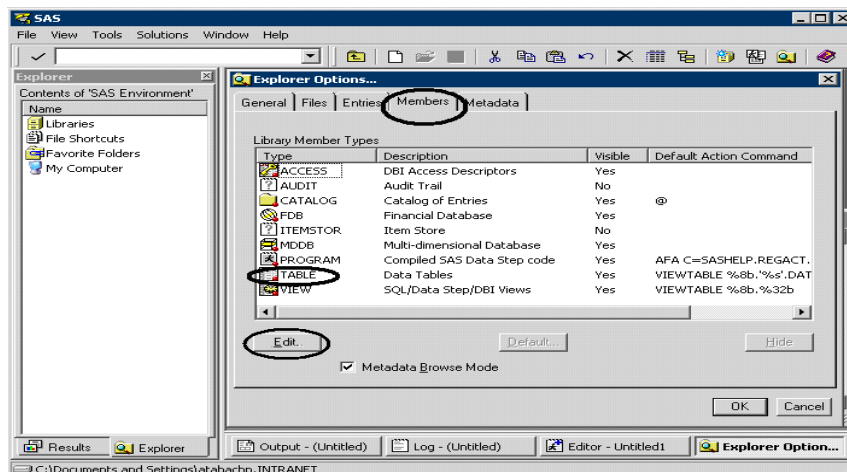 SAS
File View Tools Solutions Window Help
Explorer
Contents of 'SAS Environment'
Name
Libraries
File Shortcuts
Favorite Folders
My Computer
Explorer Options...
General Files Entries Members Metadata
Library Member Types
Type Description Visible Default Action Command
ACCESS DBI Access Descriptors Yes
AUDIT Audit Trail No
CATALOG Catalog of Entries Yes @
FDB Financial Database Yes
ITEMSTOR Item Store No
MDDB Multi-dimensional Database Yes
PROGRAM Compiled SAS Data Step code Yes AFA C=SASHELP.REGACT.
TABLE Data Tables Yes VIEWTABLE %8b.'%s'.DAT
VIEW SQL/Data Step/DBI Views Yes VIEWTABLE %8b.%32b
Edit.. Default... Hide
Metadata Browse Mode
OK Cancel
Results Explorer
Output - (Untitled) Log - (Untitled) Editor - Untitled1 Explorer Option...
C:\Documents and Settings\atabachp.INTRANET